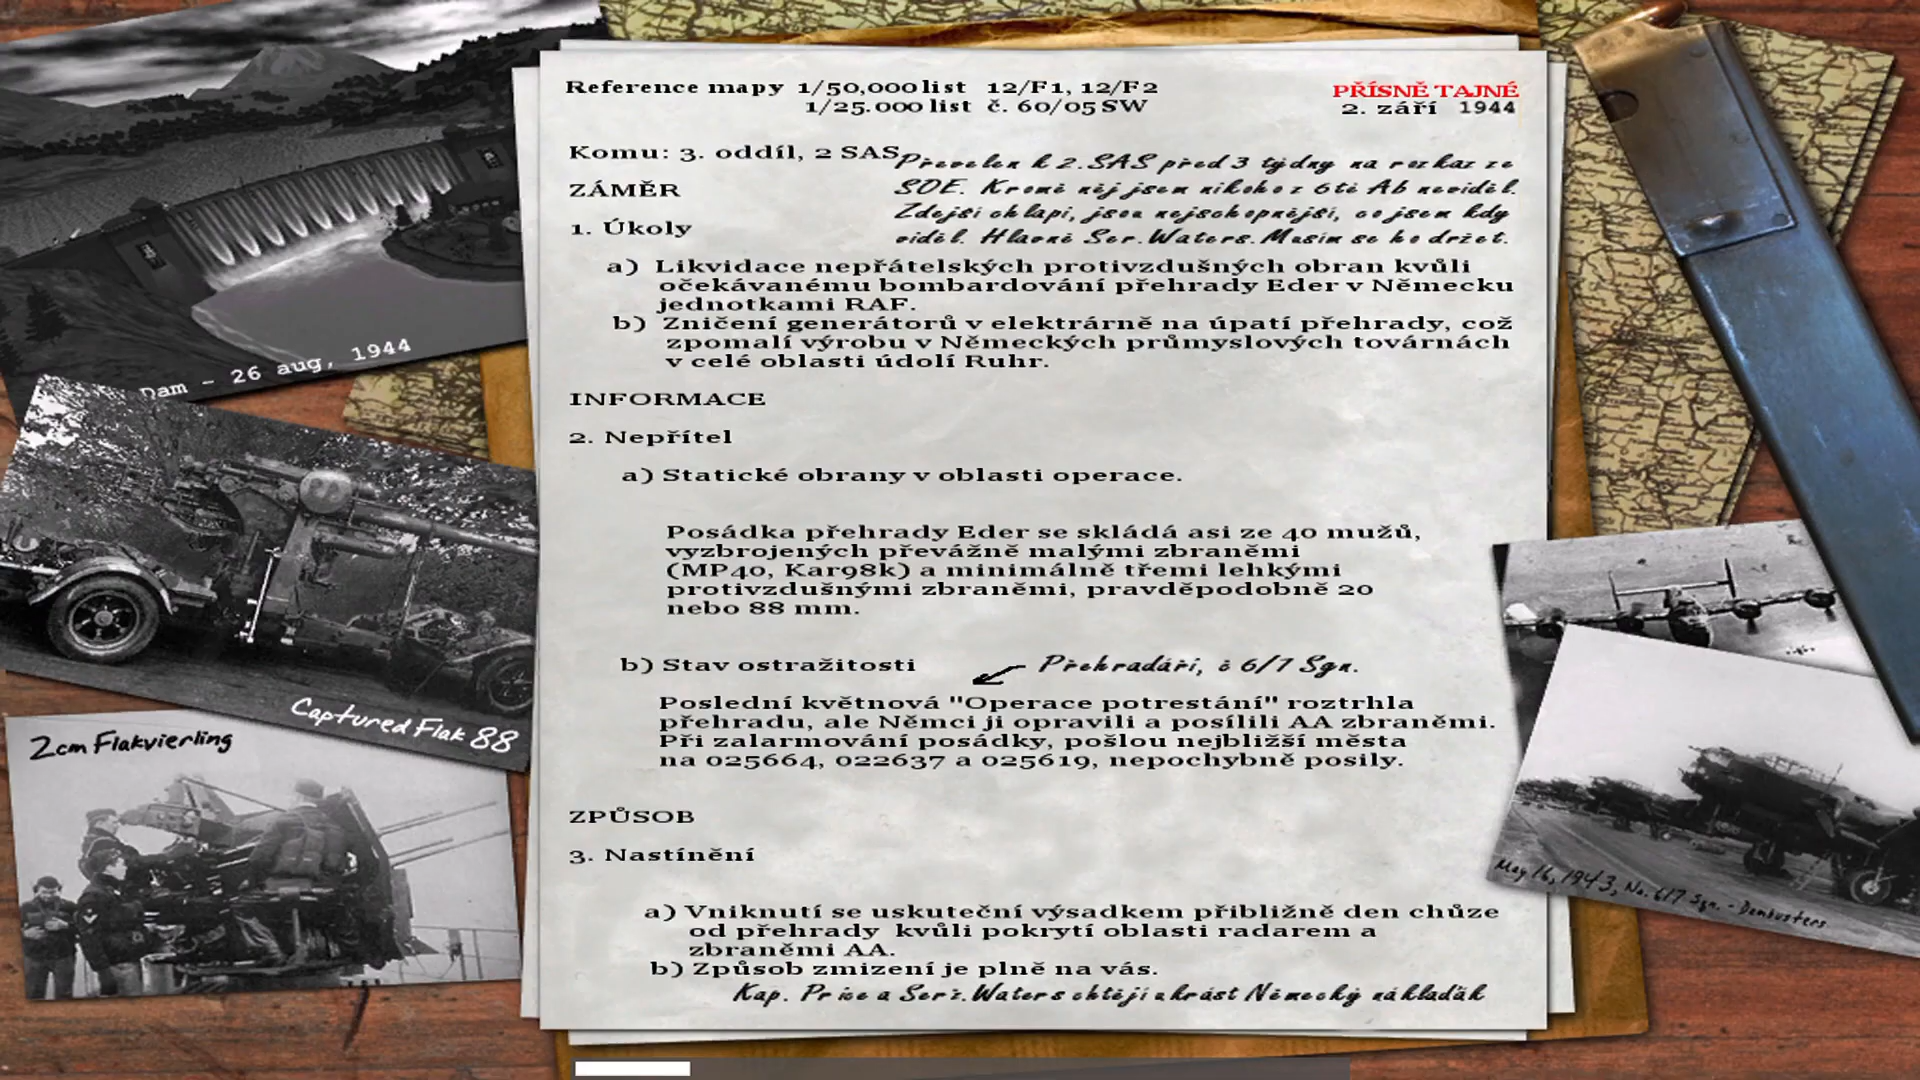 Reference mapy 1/50,000 list 12/F1, 12/F2
1/25.000 list č. 60/05 SW
PŘÍSNĚ TAJNÉ
2. září 1944
Komu: 3. oddíl, 2 SAS
Převelen k 2.SAS před 3 týdny na rozkaz ze
SOE. Kromě něj jsem nikoho z 6té Ab neviděl.
Zdejší chlapi, jsou nejschopnější, co jsem kdy
viděl. Hlavně Ser.Waters.Musím se ho držet.
ZÁMĚR
1. Úkoly
a) Likvidace nepřátelských protivzdušných obran kvůli
očekávanému bombardování přehrady Eder v Německu
jednotkami RAF.
b) Zničení generátorů v elektrárně na úpatí přehrady, což
zpomalí výrobu v Německých průmyslových továrnách
v celé oblasti údolí Ruhr.
INFORMACE
2. Nepřítel
a) Statické obrany v oblasti operace.
Posádka přehrady Eder se skládá asi ze 40 mužů,
vyzbrojených převážně malými zbraněmi
(MP40, Kar98k) a minimálně třemi lehkými
protivzdušnými zbraněmi, pravděpodobně 20
nebo 88 mm.
b) Stav ostražitosti
Přehradáři, č 6/7 Sgn.
Poslední květnová "Operace potrestání" roztrhla
přehradu, ale Němci ji opravili a posílili AA zbraněmi.
Při zalarmování posádky, pošlou nejbližší města
na 025664, 022637 a 025619, nepochybně posily.
ZPŮSOB
3. Nastínění
a) Vniknutí se uskuteční výsadkem přibližně den chůze
od přehrady kvůli pokrytí oblasti radarem a
zbraněmi AA.
b) Způsob zmizení je plně na vás.
Kap. Price a Serž.Waters chtějí ukrást Německý náklaďák
Dam - 26 aug, 1944
Captured Flak 88
2cm Flakvierling
May 16, 1943, No. 617 Sqn. - Dambusters